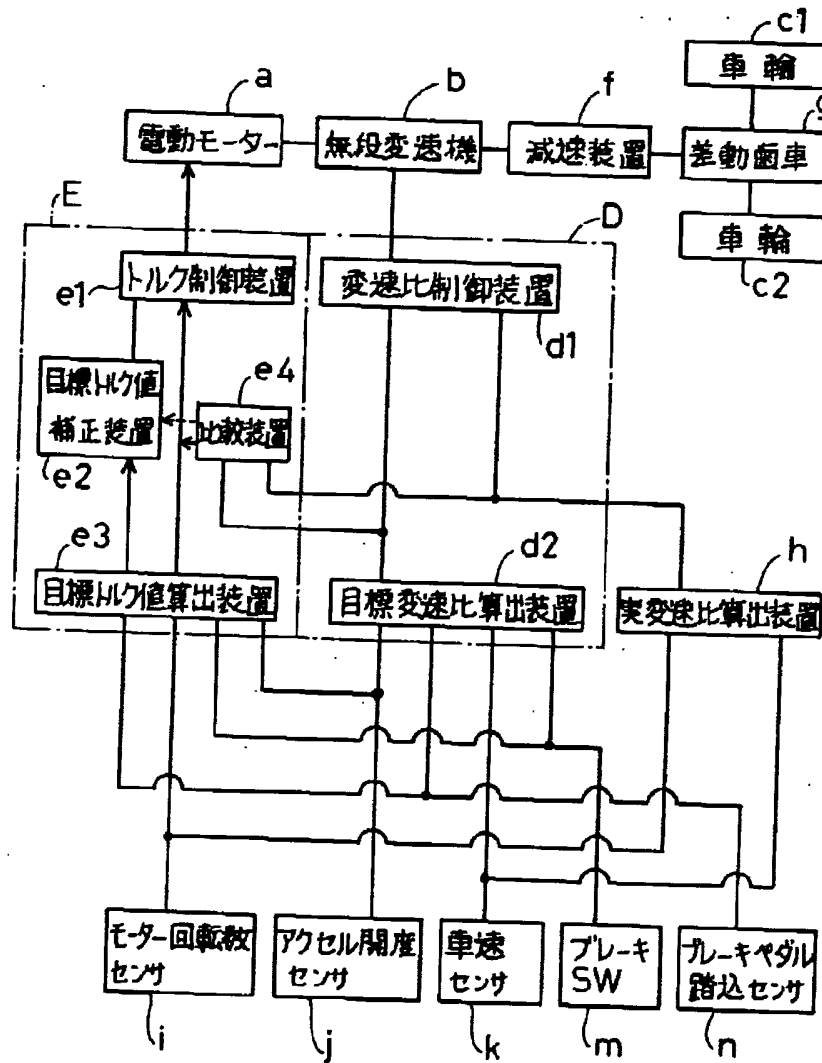 c1
車輪
a
b
f
g
電動モーター
無段変速機
減速装置
差動歯車
E
D
車輪
c2
e1
トルク制御装置
変速比制御装置
d1
目標トルク値
補正装置
e2
e4
比較装置
e3
d2
h
目標トルク値算出装置
目標変速比算出装置
実変速比算出装置
モーター回転数
センサ
アクセル開度
センサ
車速
センサ
ブレーキ
SW
ブレーキペダル
踏込センサ
i
j
k
m
n